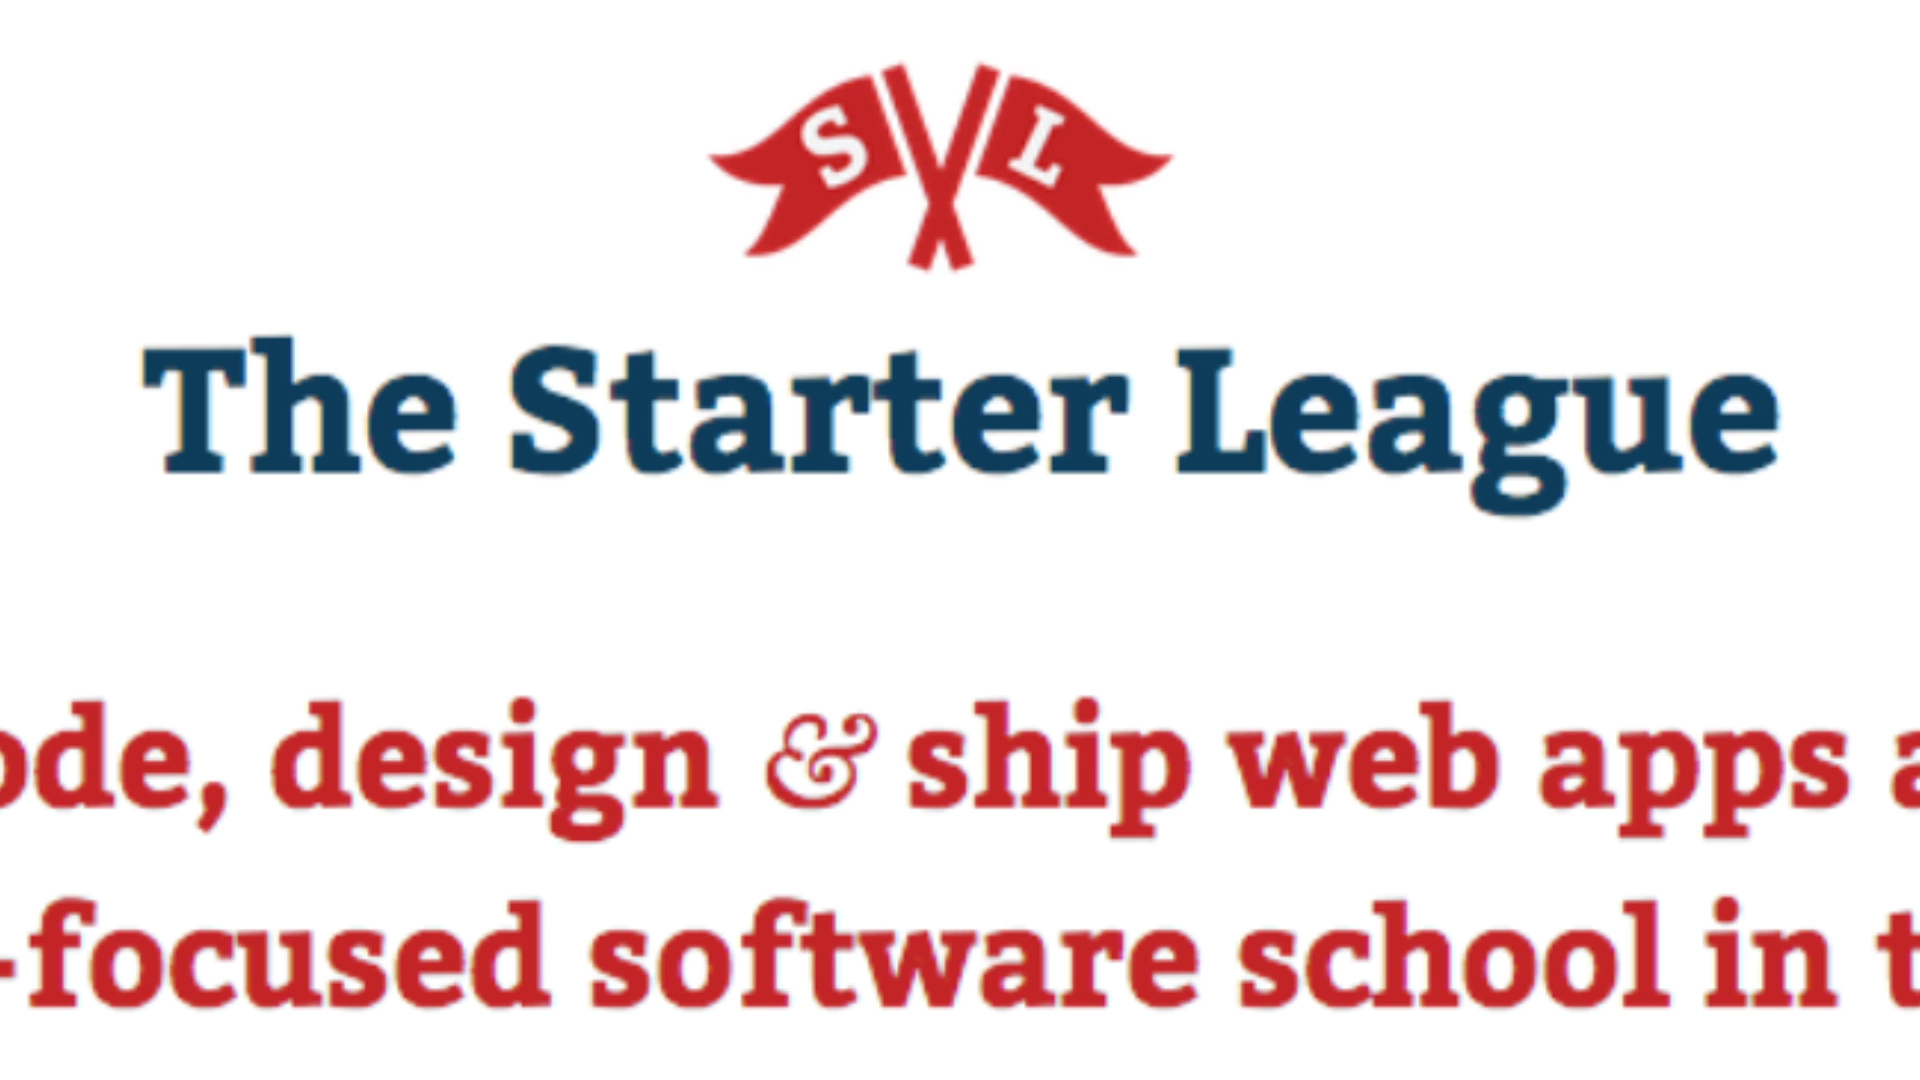 S L
The Starter League
ode, design & ship web apps a
-focused software school in t